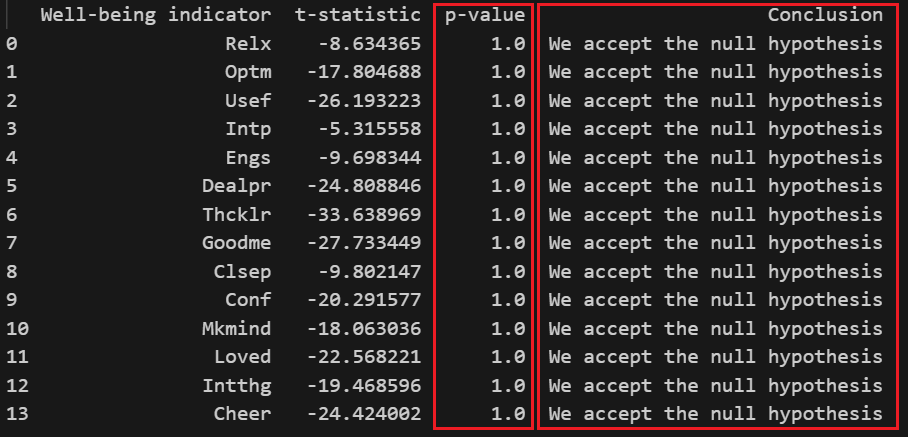 Well-being indicator t-statistic p-value Conclusion
0 Relx -8.634365 1.0 We accept the null hypothesis
1 Optm -17.804688 1.0 We accept the null hypothesis
2 Usef -26.193223 1.0 We accept the null hypothesis
3 Intp -5.315558 1.0 We accept the null hypothesis
4 Engs -9.698344 1.0 We accept the null hypothesis
5 Dealpr -24.808846 1.0 We accept the null hypothesis
6 Thcklr -33.638969 1.0 We accept the null hypothesis
7 Goodme -27.733449 1.0 We accept the null hypothesis
8 Clsep -9.802147 1.0 We accept the null hypothesis
9 Conf -20.291577 1.0 We accept the null hypothesis
10 Mkmind -18.063036 1.0 We accept the null hypothesis
11 Loved -22.568221 1.0 We accept the null hypothesis
12 Intthg -19.468596 1.0 We accept the null hypothesis
13 Cheer -24.424002 1.0 We accept the null hypothesis